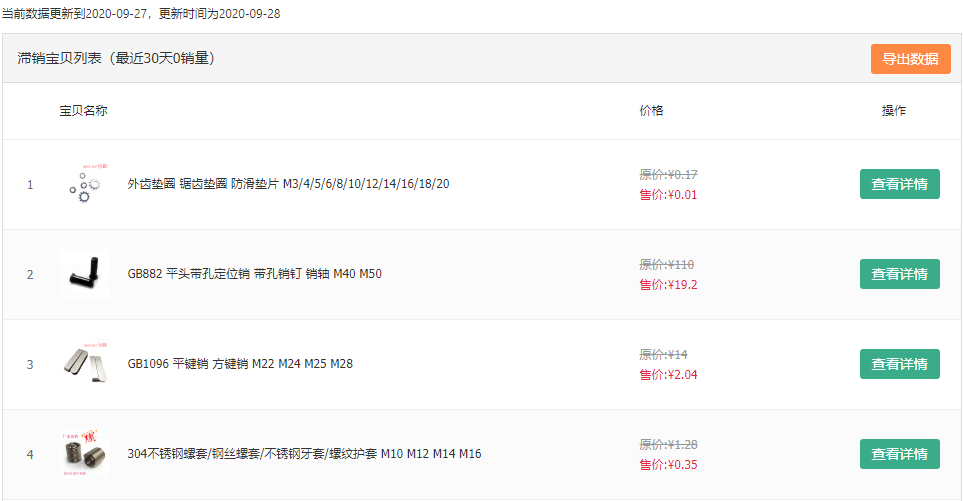 当前数据更新到2020-09-27，更新时间为2020-09-28
滞销宝贝列表（最近30天0销量）
导出数据
宝贝名称
价格
操作
1
外齿垫圈 锯齿垫圈 防滑垫片 M3/4/5/6/8/10/12/14/16/18/20
原价:¥0.17
售价:¥0.01
查看详情
2
GB882 平头带孔定位销 带孔销钉 销轴 M40 M50
原价:¥110
售价:¥19.2
查看详情
3
GB1096 平键销 方键销 M22 M24 M25 M28
原价:¥14
售价:¥2.04
查看详情
4
304不锈钢螺套/钢丝螺套/不锈钢牙套/螺纹护套 M10 M12 M14 M16
原价:¥1.28
售价:¥0.35
查看详情